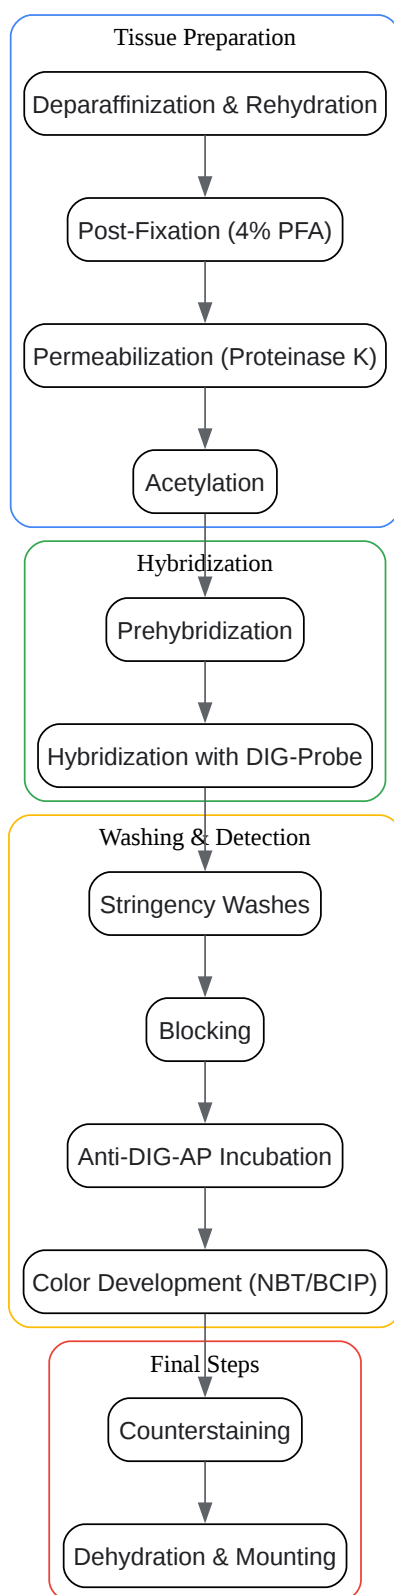 Tissue Preparation
Deparaffinization & Rehydration
Post-Fixation (4% PFA)
Permeabilization (Proteinase K)
Acetylation
Hybridization
Prehybridization
Hybridization with DIG-Probe
Washing & Detection
Stringency Washes
Blocking
Anti-DIG-AP Incubation
Color Development (NBT/BCIP)
Final Steps
Counterstaining
Dehydration & Mounting